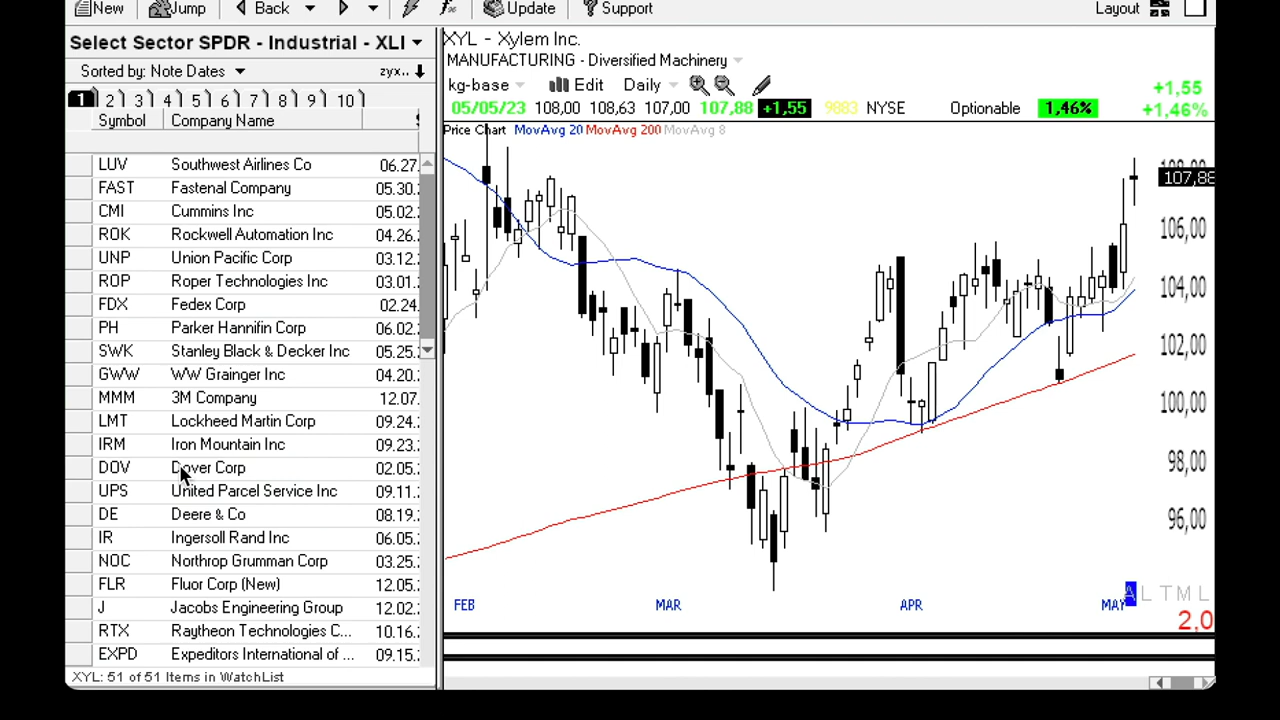 New Jump Back Update Support Layout
Select Sector SPDR - Industrial - XLI
Sorted by: Note Dates zyx..
1 2 3 4 5 6 7 8 9 10
Symbol Company Name
LUV Southwest Airlines Co 06.27.
FAST Fastenal Company 05.30.
CMI Cummins Inc 05.02.
ROK Rockwell Automation Inc 04.26.
UNP Union Pacific Corp 03.12.
ROP Roper Technologies Inc 03.01.
FDX Fedex Corp 02.24.
PH Parker Hannifin Corp 06.02.
SWK Stanley Black & Decker Inc 05.25.
GWW WW Grainger Inc 04.20.
MMM 3M Company 12.07.
LMT Lockheed Martin Corp 09.24.
IRM Iron Mountain Inc 09.23.
DOV Dover Corp 02.05.
UPS United Parcel Service Inc 09.11.
DE Deere & Co 08.19.
IR Ingersoll Rand Inc 06.05.
NOC Northrop Grumman Corp 03.25.
FLR Fluor Corp (New) 12.05.
J Jacobs Engineering Group 12.02.
RTX Raytheon Technologies C... 10.16.
EXPD Expeditors International of ... 09.15.
XYL: 51 of 51 Items in WatchList
XYL - Xylem Inc.
MANUFACTURING - Diversified Machinery
kg-base Edit Daily
+1,55
+1,46%
05/05/23 108,00 108,63 107,00 107,88 +1,55 9883 NYSE Optionable 1,46%
Price Chart MovAvg 20 MovAvg 200 MovAvg 8
107,88
106,00
104,00
102,00
100,00
98,00
96,00
A L T M L
FEB MAR APR MAY
2,0